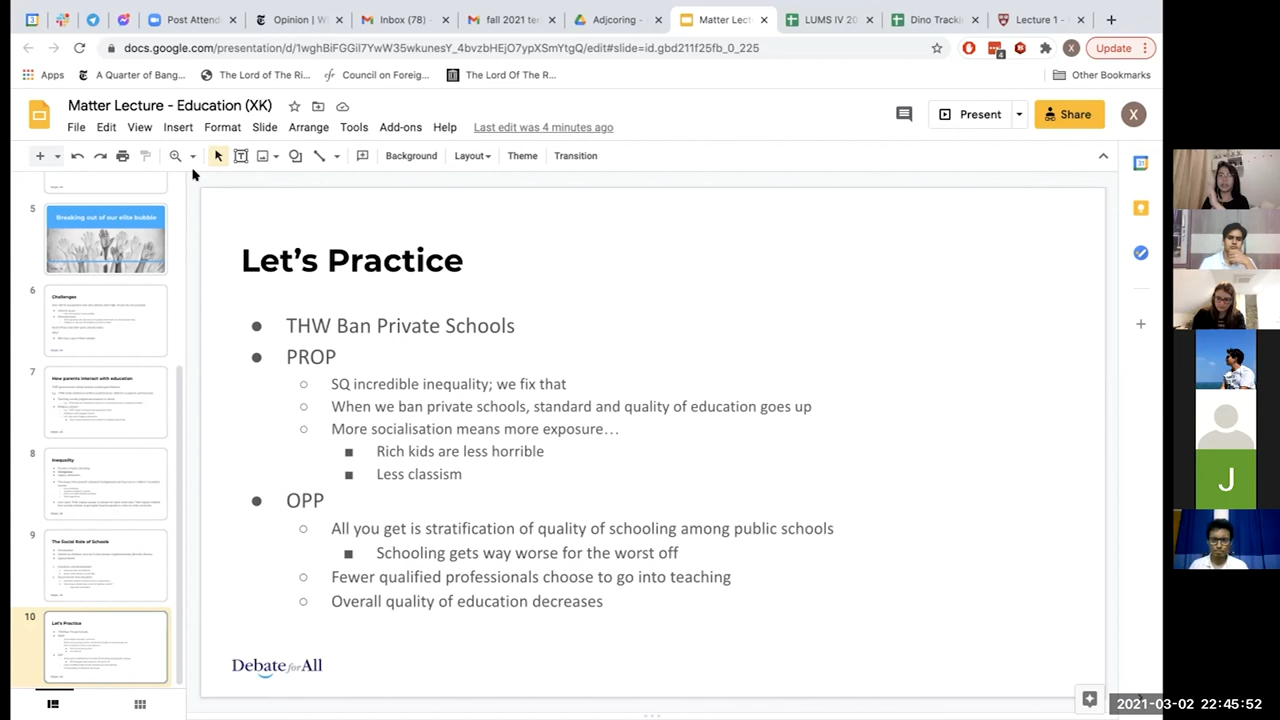 Post Attend
Opinion | W
Inbox (78) -
fall 2021 ter
Adjcoring -
Matter Lect
LUMS IV 20
Dino Trackin
Lecture 1 -
docs.google.com/presentation/d/1wghBiFGGil7YwW35wkunesY_4bvzbHEjO7ypXSmYtgQ/edit#slide=id.gbd211f25fb_0_225
4
X
Update
Apps
A Quarter of Bang...
The Lord of The Ri...
Council on Foreig...
The Lord Of The R...
Other Bookmarks
Matter Lecture - Education (XK)
File Edit View Insert Format Slide Arrange Tools Add-ons Help Last edit was 4 minutes ago
Present
Share
X
Background Layout Theme Transition
5
Breaking out of our elite bubble
6
Challenges
7
How parents interact with education
8
Inequality
9
The Social Role of Schools
10
Let's Practice
Let's Practice
THW Ban Private Schools
PROP
SQ incredible inequality, fix that
When we ban private schools, standard and quality of education goes up
More socialisation means more exposure...
Rich kids are less terrible
Less classism
OPP
All you get is stratification of quality of schooling among public schools
Schooling gets way worse for the worst off
Fewer qualified professionals choose to go into teaching
Overall quality of education decreases
Debate for All
J
2021-03-02 22:45:52